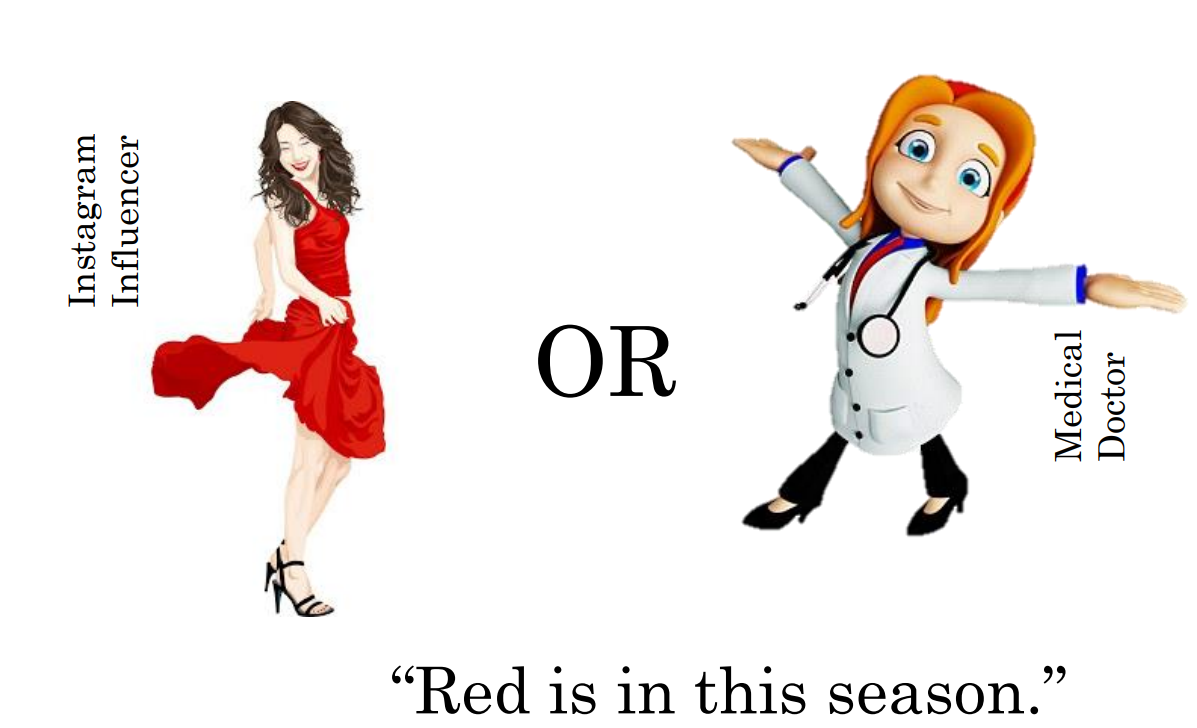 Instagram
Influencer
OR
Medical
Doctor
“Red is in this season.”